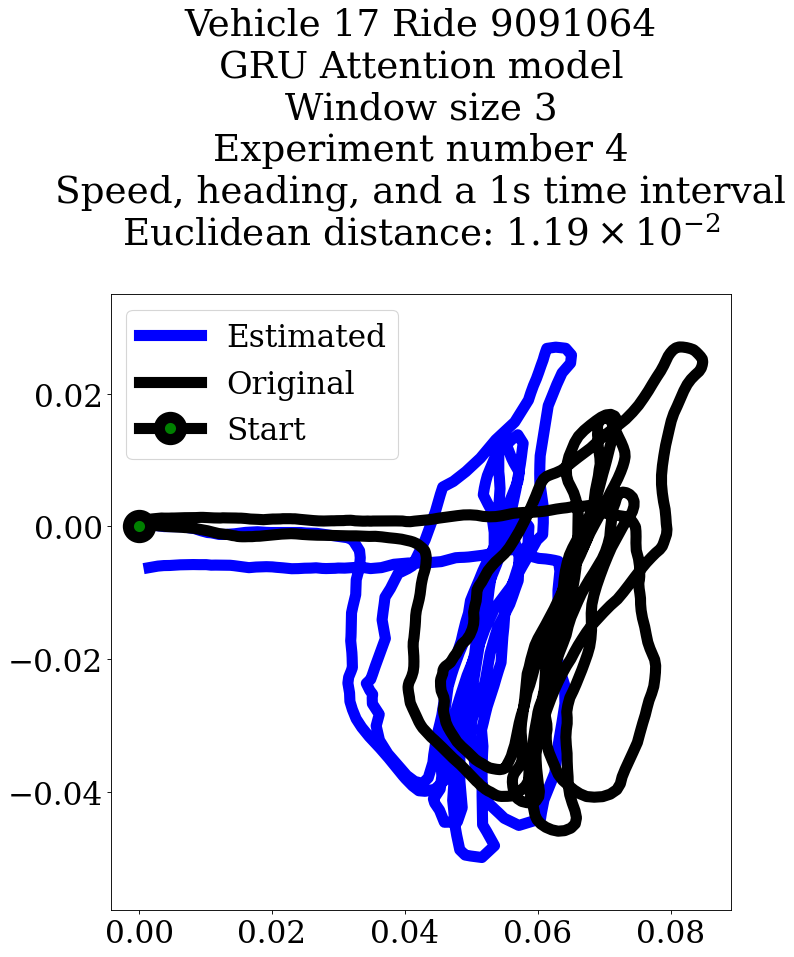 Vehicle 17 Ride 9091064
GRU Attention model
Window size 3
Experiment number 4
Speed, heading, and a 1s time interval
Euclidean distance: 1.19 × 10⁻²
Estimated
Original
Start
0.02
0.00
−0.02
−0.04
0.00 0.02 0.04 0.06 0.08